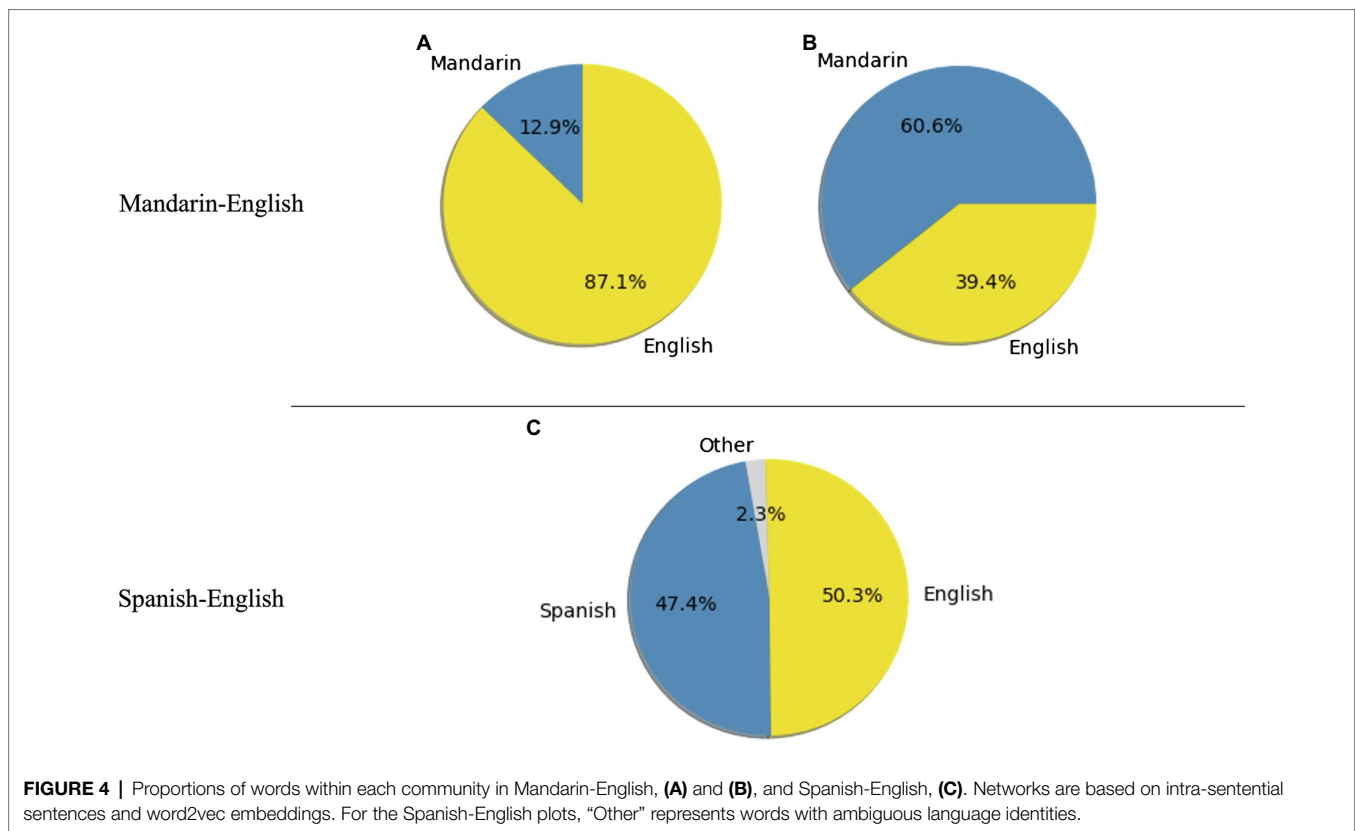 A
Mandarin
12.9%
87.1%
English
B
Mandarin
60.6%
39.4%
English
Mandarin-English
C
Other
2.3%
Spanish
47.4%
50.3%
English
Spanish-English
FIGURE 4 | Proportions of words within each community in Mandarin-English, (A) and (B), and Spanish-English, (C). Networks are based on intra-sentential
sentences and word2vec embeddings. For the Spanish-English plots, “Other” represents words with ambiguous language identities.